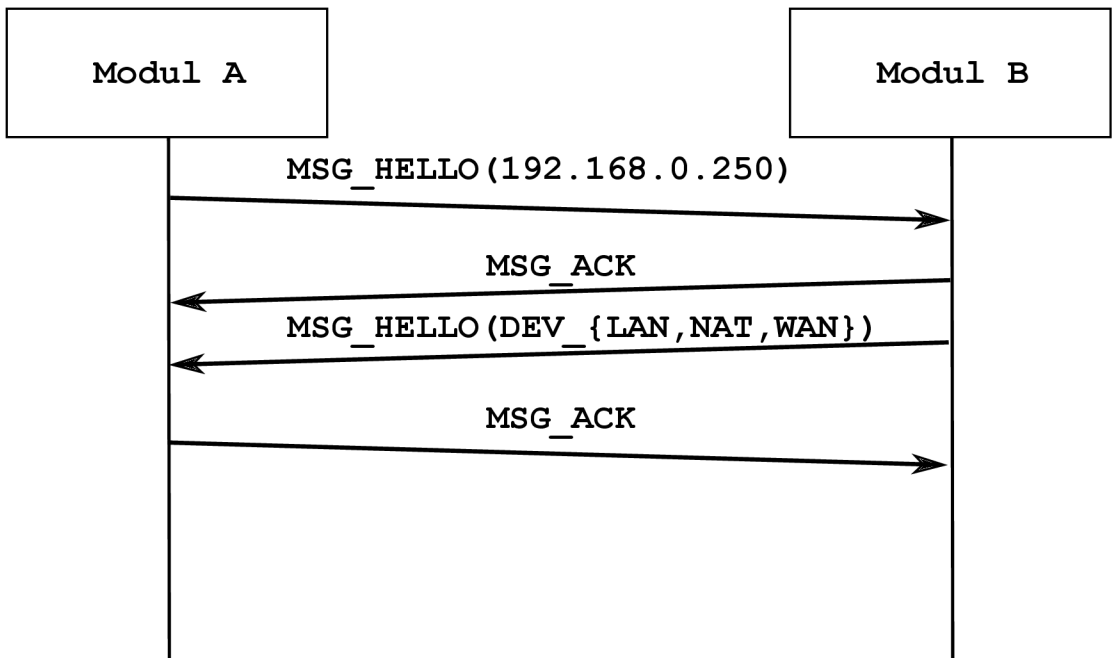 Modul A
Modul B
MSG_HELLO(192.168.0.250)
MSG_ACK
MSG_HELLO(DEV_{LAN,NAT,WAN})
MSG_ACK